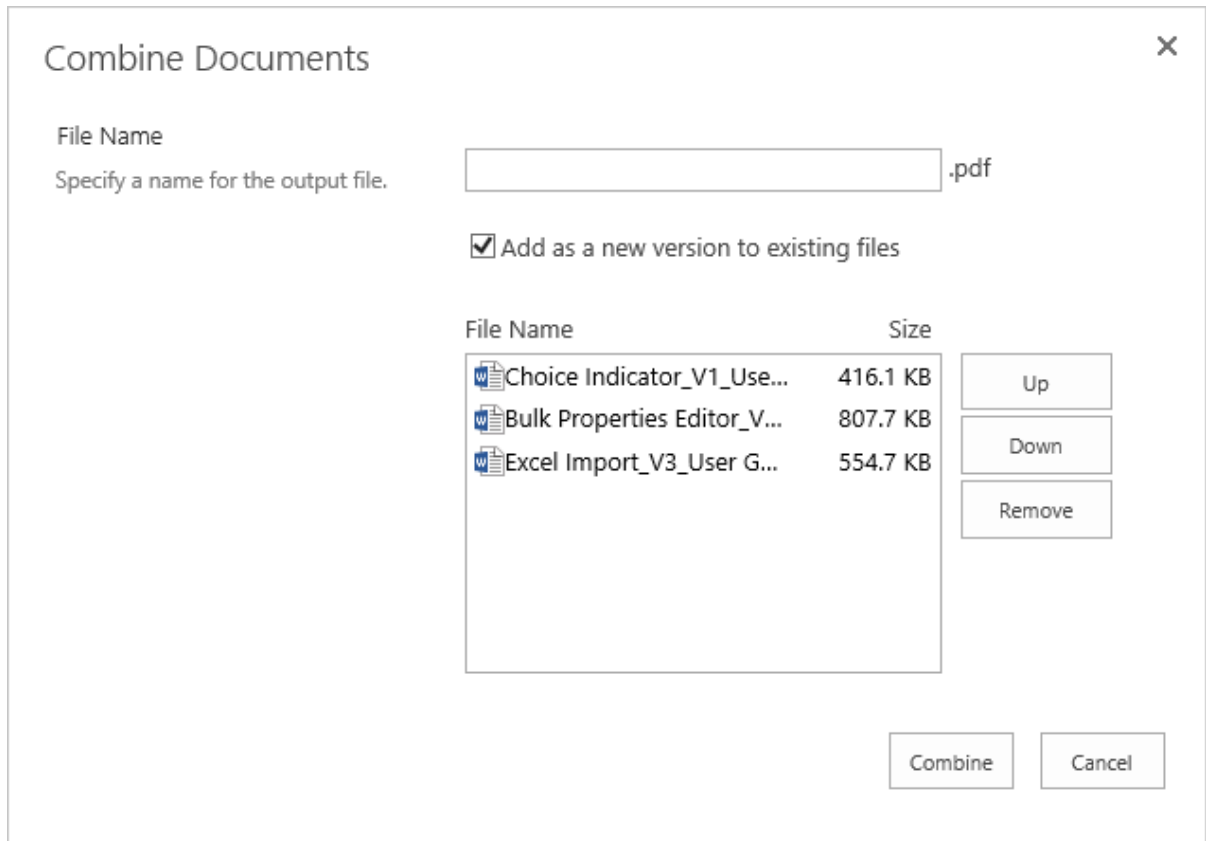 Combine Documents
File Name
Specify a name for the output file.
.pdf
Add as a new version to existing files
File Name Size
Choice Indicator_V1_Use... 416.1 KB
Bulk Properties Editor_V... 807.7 KB
Excel Import_V3_User G... 554.7 KB
Up
Down
Remove
Combine Cancel